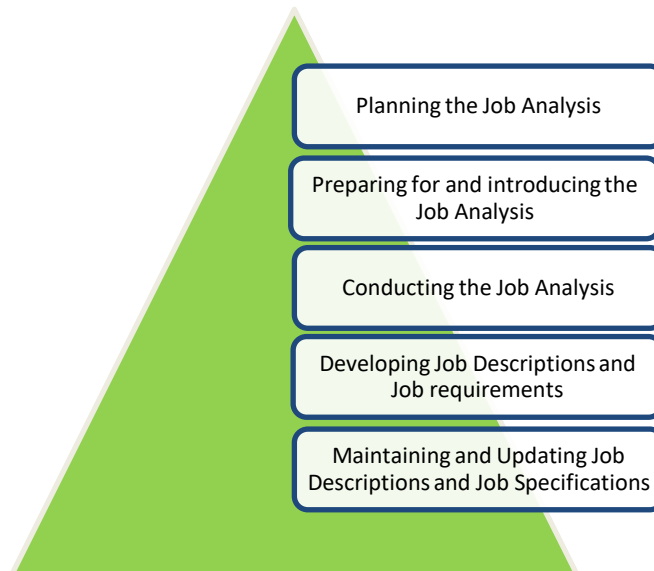 Planning the Job Analysis
Preparing for and introducing the
Job Analysis
Conducting the Job Analysis
Developing Job Descriptions and
Job requirements
Maintaining and Updating Job
Descriptions and Job Specifications